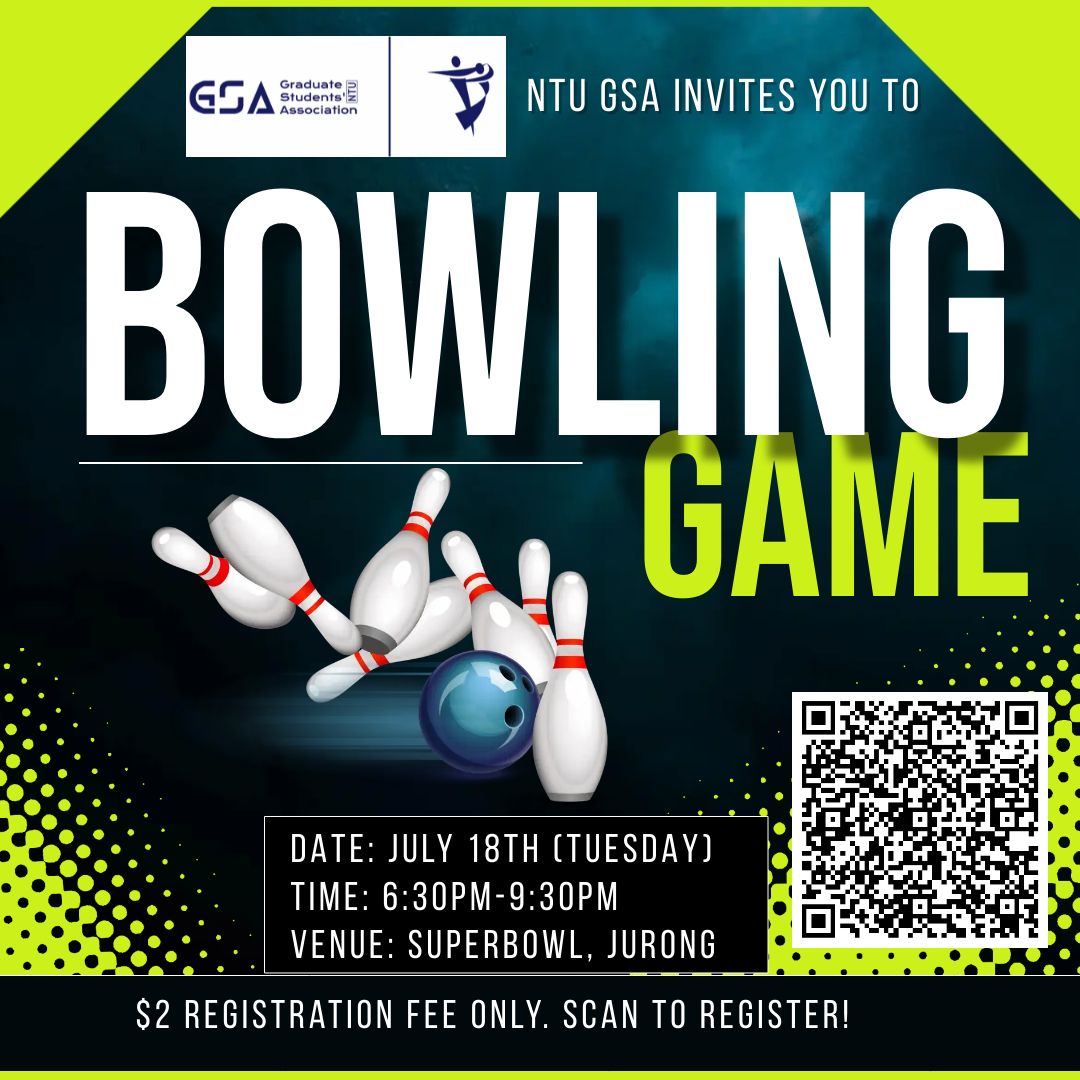 GSA Graduate Students' Association NTU
NTU GSA INVITES YOU TO
BOWLING
GAME
DATE: JULY 18TH (TUESDAY)
TIME: 6:30PM-9:30PM
VENUE: SUPERBOWL, JURONG
$2 REGISTRATION FEE ONLY. SCAN TO REGISTER!